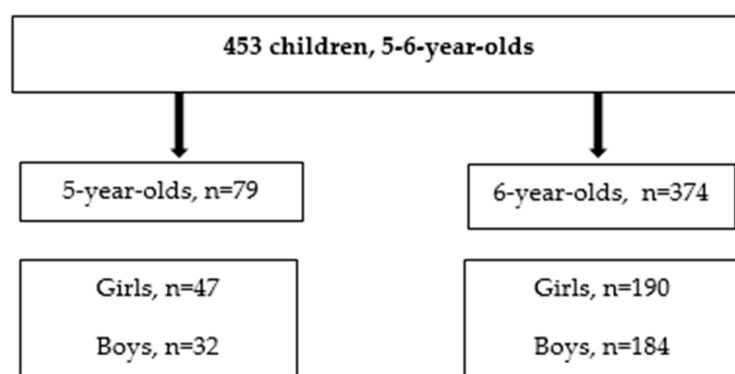 453 children, 5-6-year-olds
5-year-olds, n=79
6-year-olds, n=374
Girls, n=47
Boys, n=32
Girls, n=190
Boys, n=184